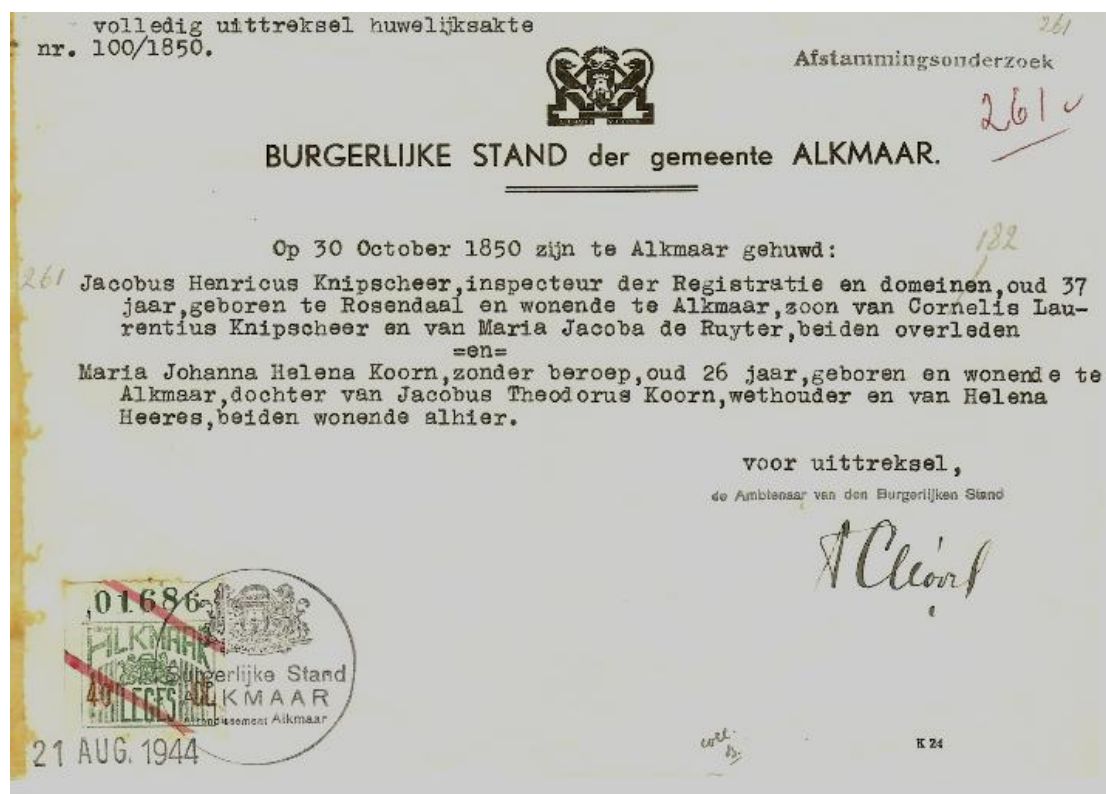 volledig uittreksel huwelijksakte
261
nr. 100/1850.
Afstammingsonderzoek
261
BURGERLIJKE STAND der gemeente ALKMAAR.
Op 30 October 1850 zijn te Alkmaar gehuwd:
182
261
Jacobus Henricus Knipscheer,inspecteur der Registratie en domeinen,oud 37
jaar,geboren te Rosendaal en wonende te Alkmaar,zoon van Cornelis Lau-
rentius Knipscheer en van Maria Jacoba de Ruyter,beiden overleden
=en=
Maria Johanna Helena Koorn,zonder beroep,oud 26 jaar,geboren en wonende te
Alkmaar,dochter van Jacobus Theodorus Koorn,wethouder en van Helena
Heeres,beiden wonende alhier.
voor uittreksel,
de Ambtenaar van den Burgerlijken Stand
01686
ALKMAAR
40 LEGES
Burgerlijke Stand
ALKMAAR
Arrondissement Alkmaar
21 AUG. 1944
K 24